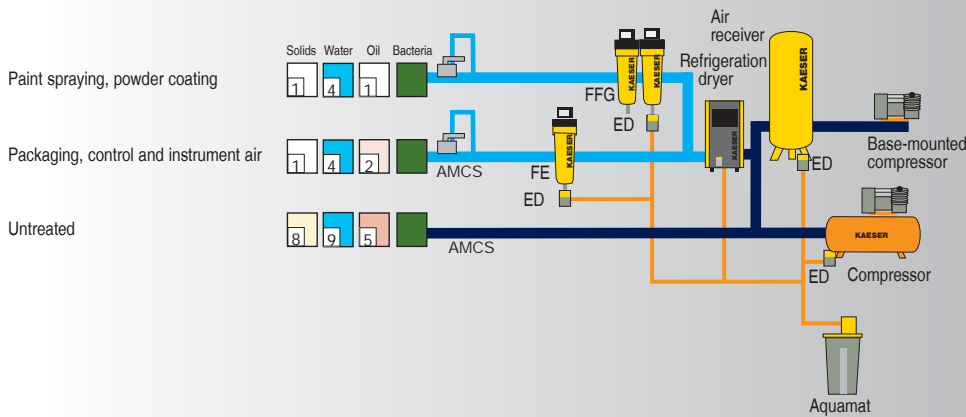 Solids Water Oil Bacteria
Paint spraying, powder coating
1 4 1
Packaging, control and instrument air
1 4 2
AMCS
Untreated
8 9 5
AMCS
FFG
KAESER
KAESER
ED
FE
KAESER
ED
Refrigeration
dryer
KAESER
Air
receiver
KAESER
ED
Base-mounted
compressor
KAESER
ED
Compressor
Aquamat